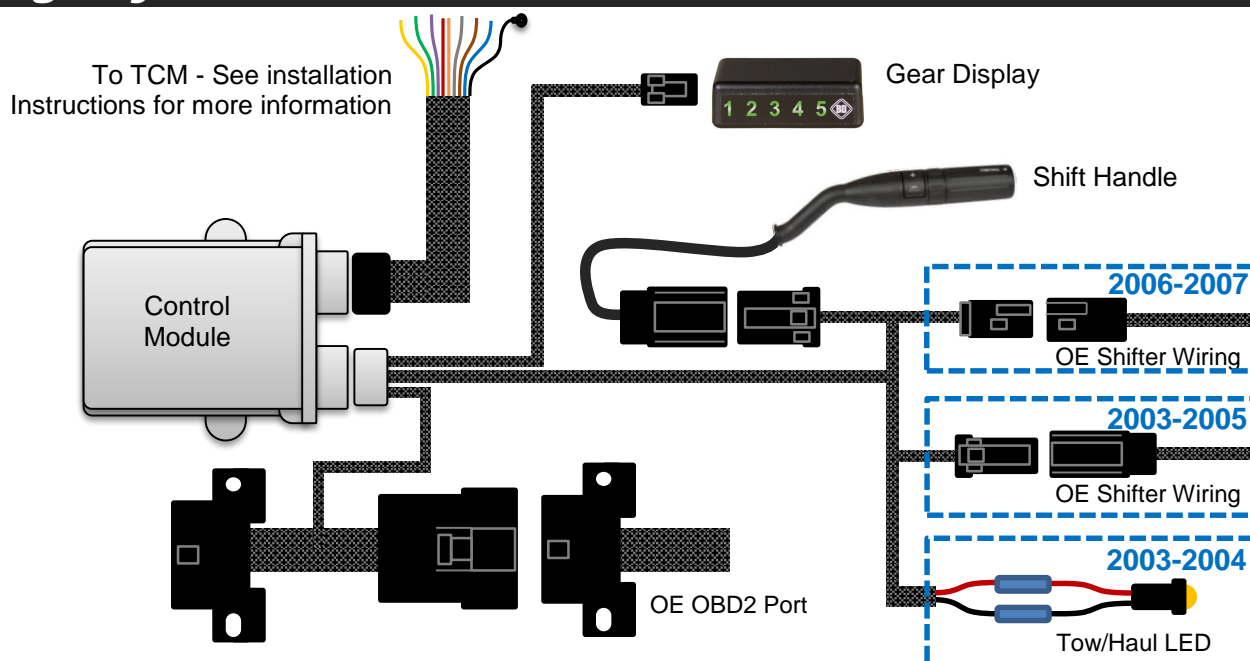 To TCM - See installation
Instructions for more information
Gear Display
1 2 3 4 5 BD
Shift Handle
Control
Module
2006-2007
OE Shifter Wiring
2003-2005
OE Shifter Wiring
2003-2004
OE OBD2 Port
Tow/Haul LED